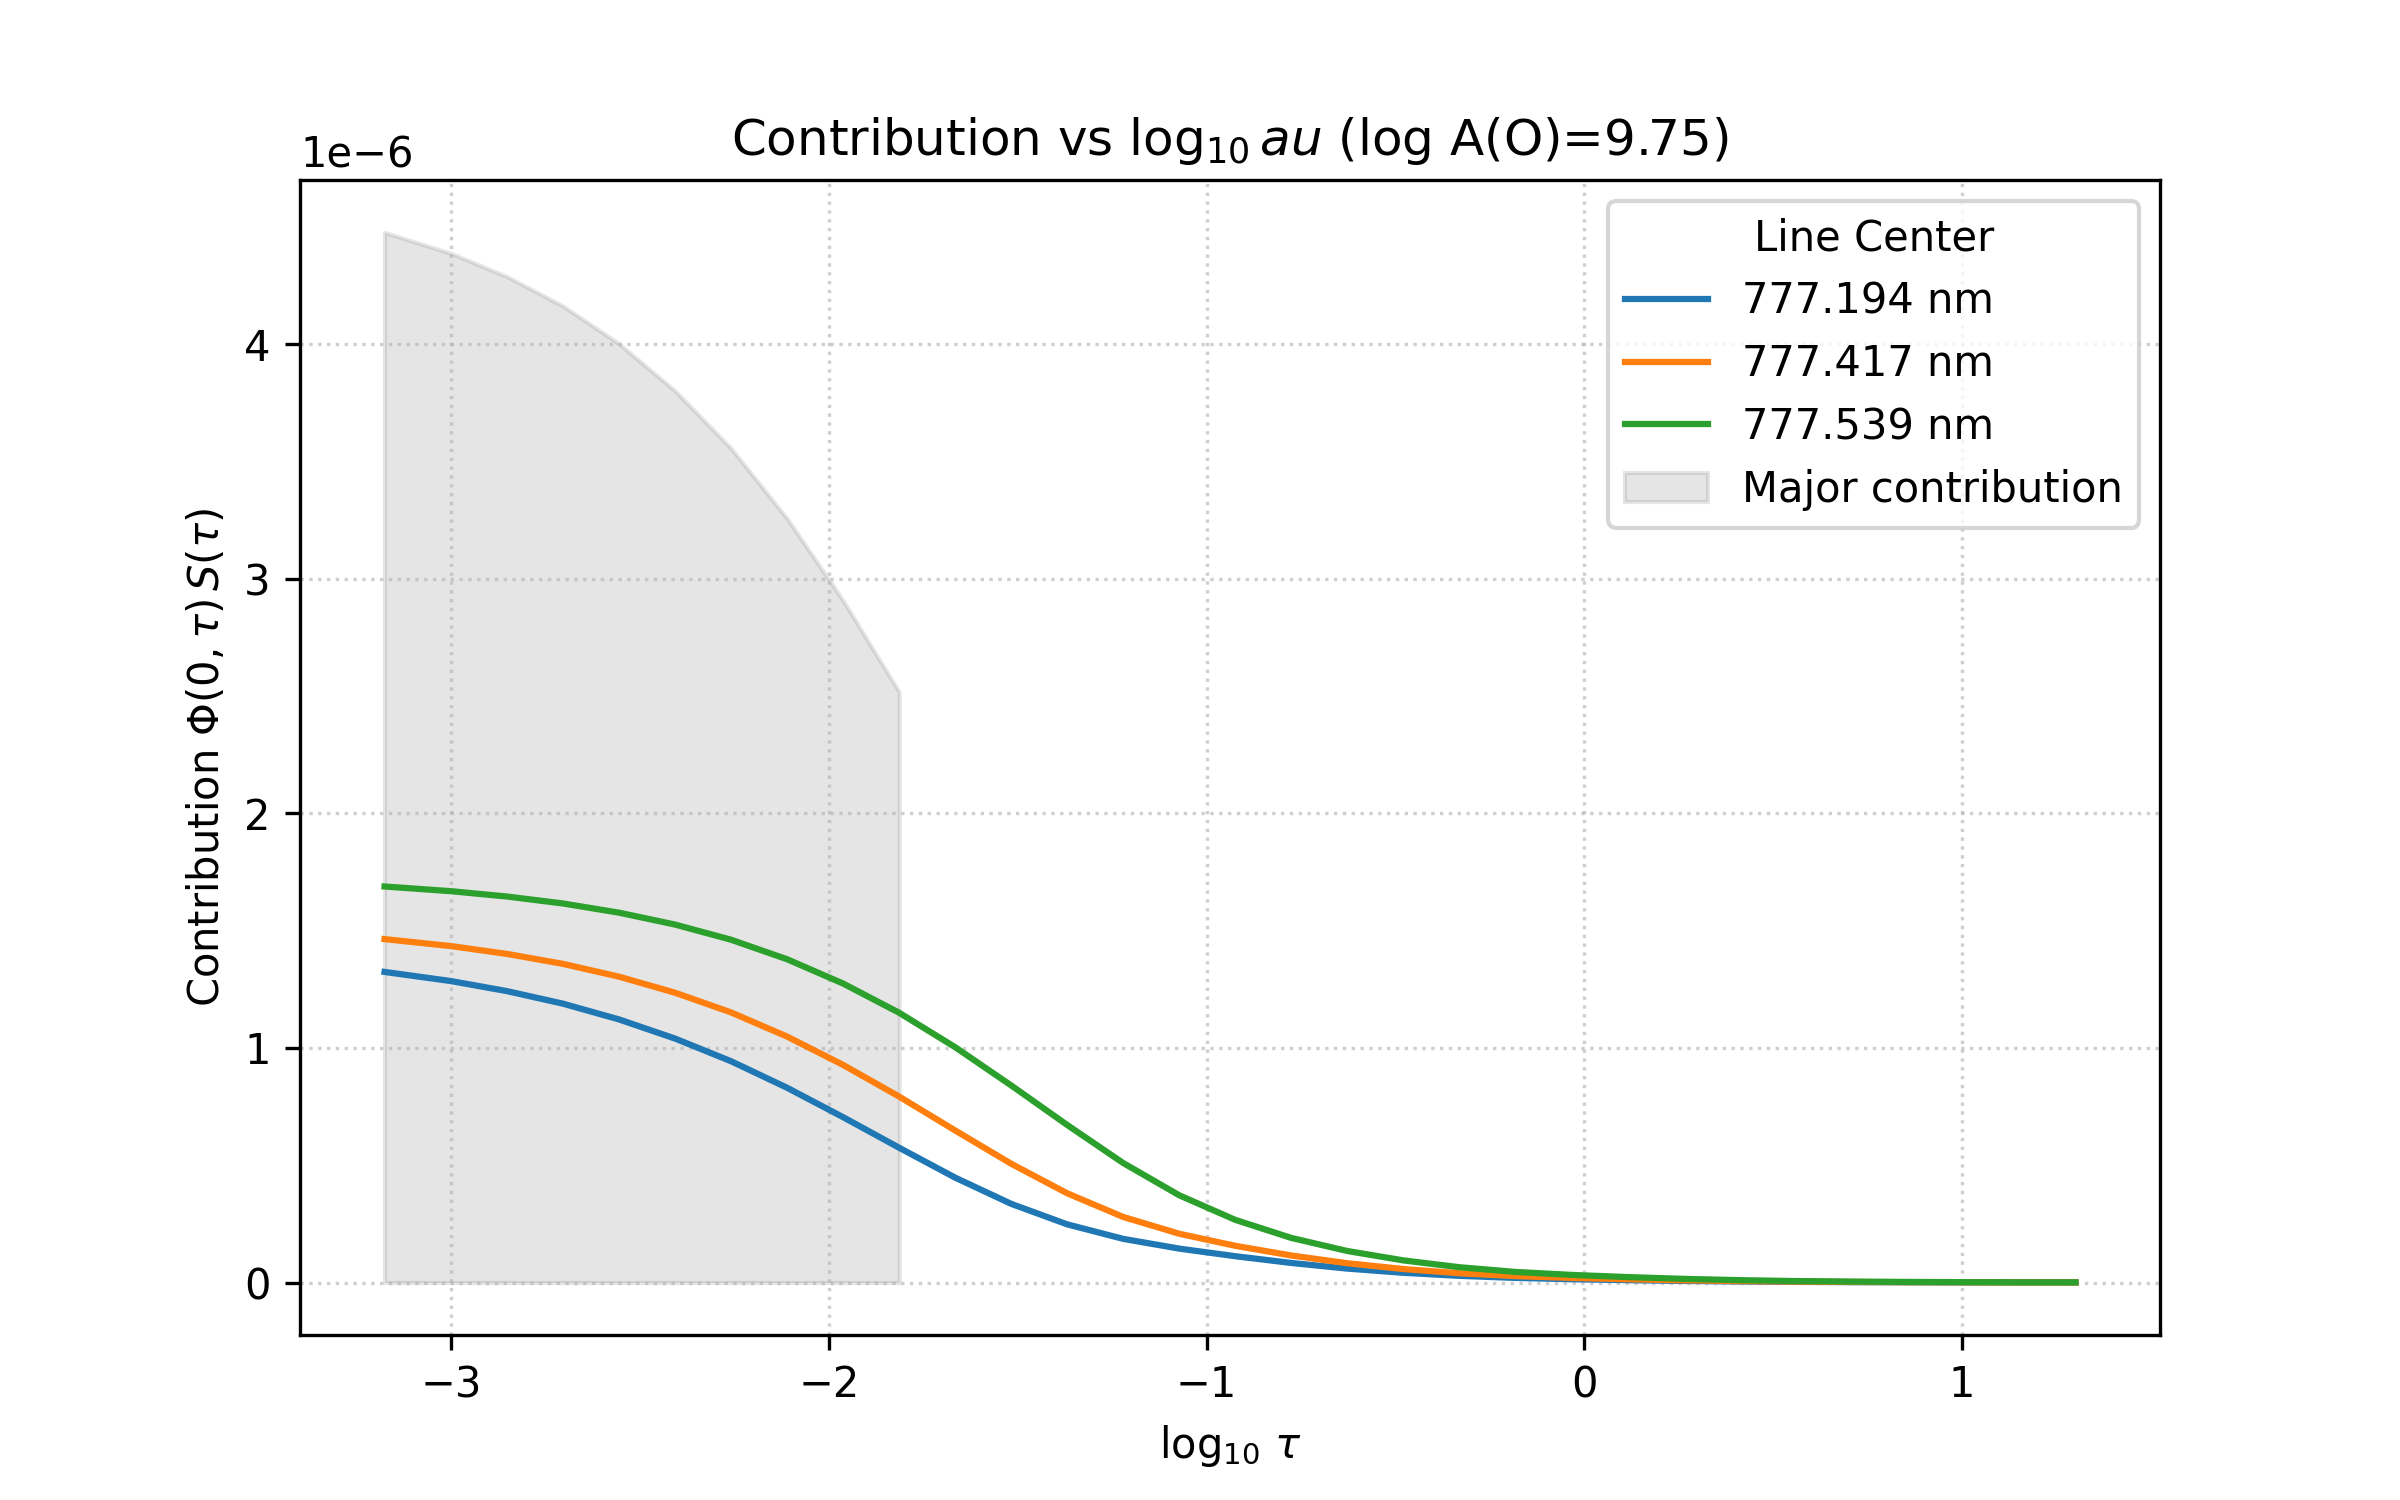 Contribution vs log₁₀ au (log A(O)=9.75)
1e−6
Line Center
777.194 nm
777.417 nm
777.539 nm
Major contribution
Contribution Φ(0, τ) S(τ)
4
3
2
1
0
−3
−2
−1
0
1
log₁₀ τ